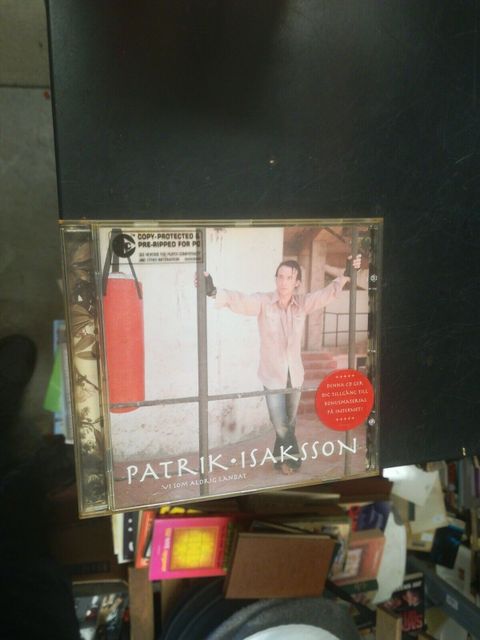 COPY-PROTECTED &
PRE-RIPPED FOR PC
DENNA CD GER
DIG TILLGÅNG TILL
BONUSMATERIAL
PÅ INTERNET!
PATRIK•ISAKSSON
VI SOM ALDRIG LANDAT